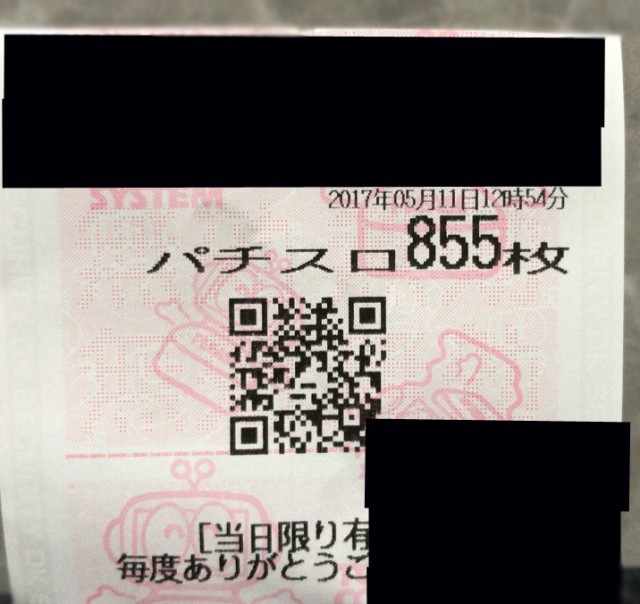 SYSTEM
2017年05月11日12時54分
パチスロ 855枚
[当日限り有
毎度ありがとうご